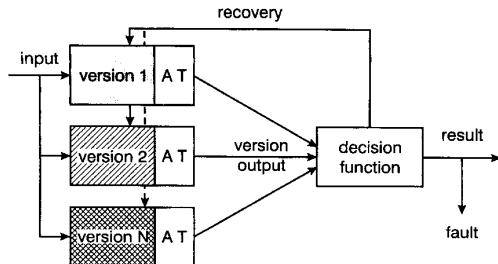 recovery
input
version 1
A T
version 2
A T
version
output
decision
function
result
version N
A T
fault